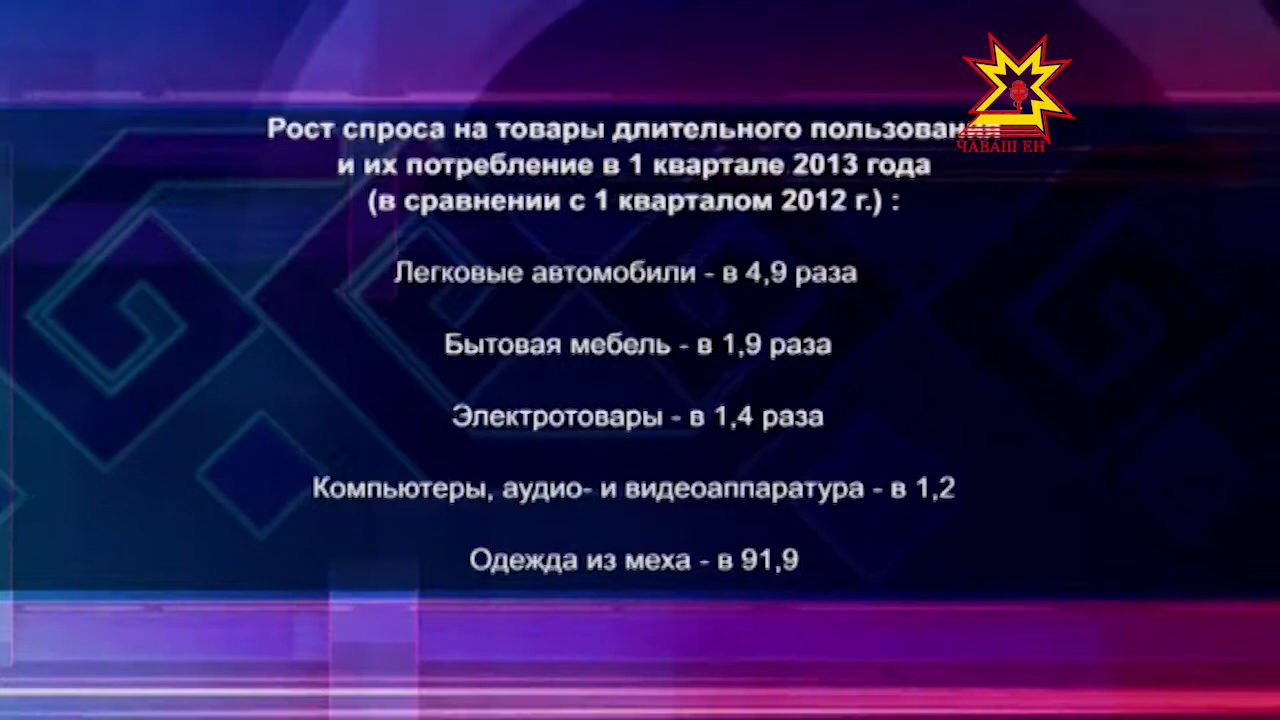 Рост спроса на товары длительного пользования
и их потребление в 1 квартале 2013 года
(в сравнении с 1 кварталом 2012 г.) :
Легковые автомобили - в 4,9 раза
Бытовая мебель - в 1,9 раза
Электротовары - в 1,4 раза
Компьютеры, аудио- и видеоаппаратура - в 1,2
Одежда из меха - в 91,9
ЧАВАШ ЕН